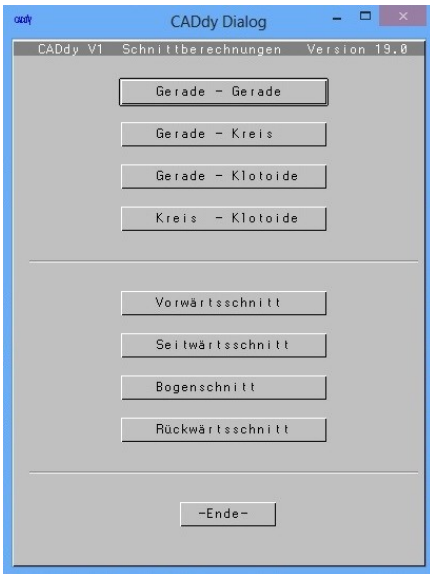 caddy
CADdy Dialog
CADdy V1 Schnittberechnungen Version 19.0
Gerade - Gerade
Gerade - Kreis
Gerade - Klotoide
Kreis - Klotoide
Vorwärtsschnitt
Seitwärtsschnitt
Bogenschnitt
Rückwärtsschnitt
-Ende-